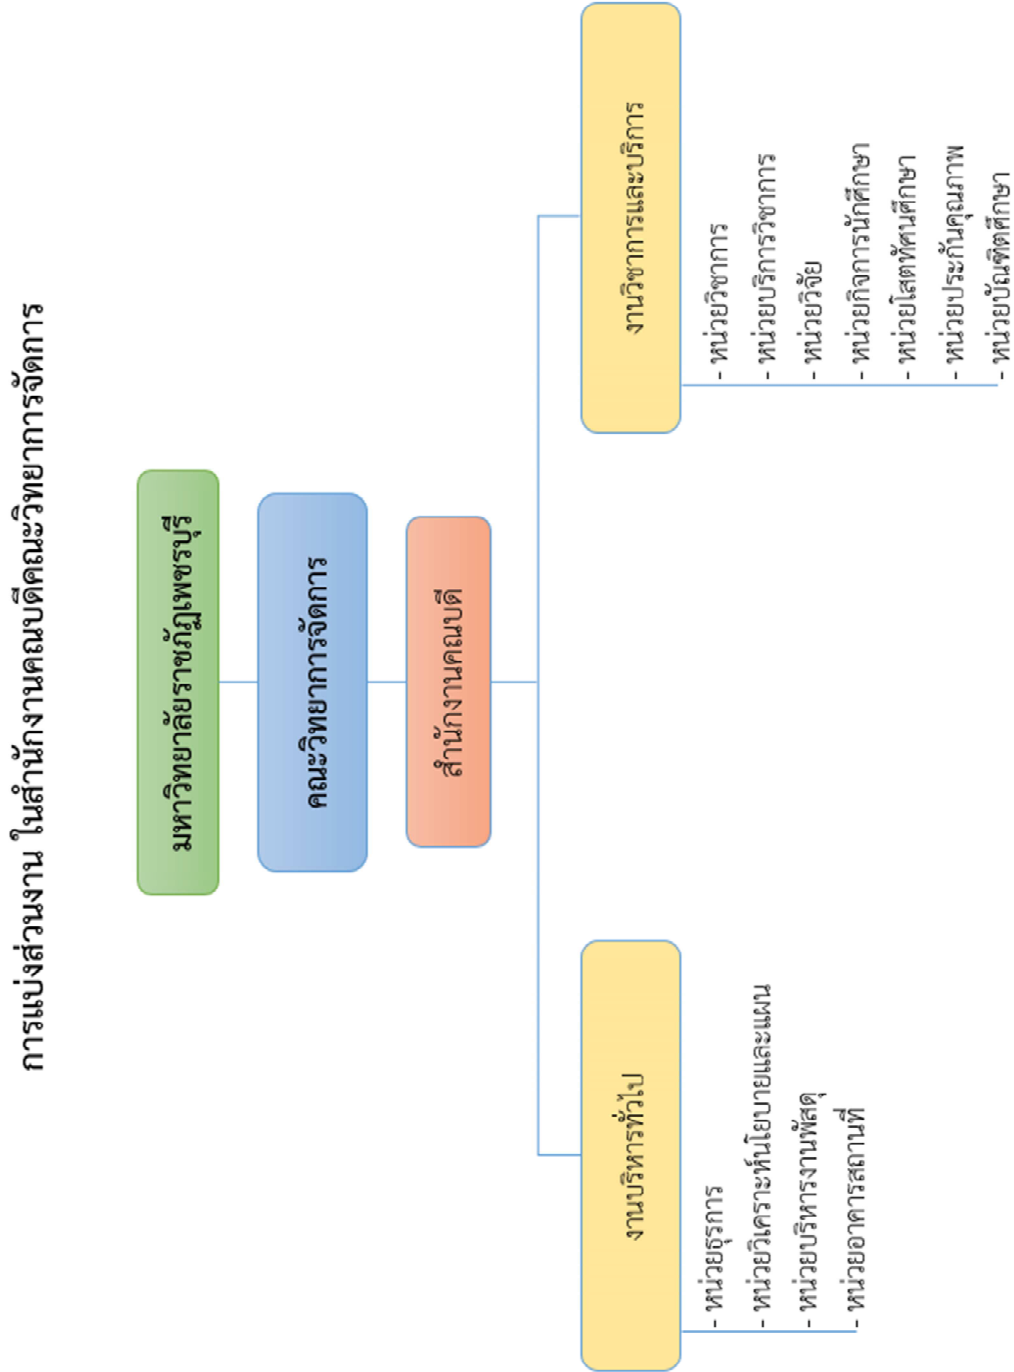 การแบ่งส่วนงาน ในสำนักงานคณบดีคณะวิทยาการจัดการ
มหาวิทยาลัยราชภัฏเพชรบุรี
คณะวิทยาการจัดการ
สำนักงานคณบดี
งานบริหารทั่วไป
- หน่วยธุรการ
- หน่วยวิเคราะห์นโยบายและแผน
- หน่วยบริหารงานพัสดุ
- หน่วยอาคารสถานที่
งานวิชาการและบริการ
- หน่วยวิชาการ
- หน่วยบริการวิชาการ
- หน่วยวิจัย
- หน่วยกิจการนักศึกษา
- หน่วยโสตทัศนศึกษา
- หน่วยประกันคุณภาพ
- หน่วยบัณฑิตศึกษา